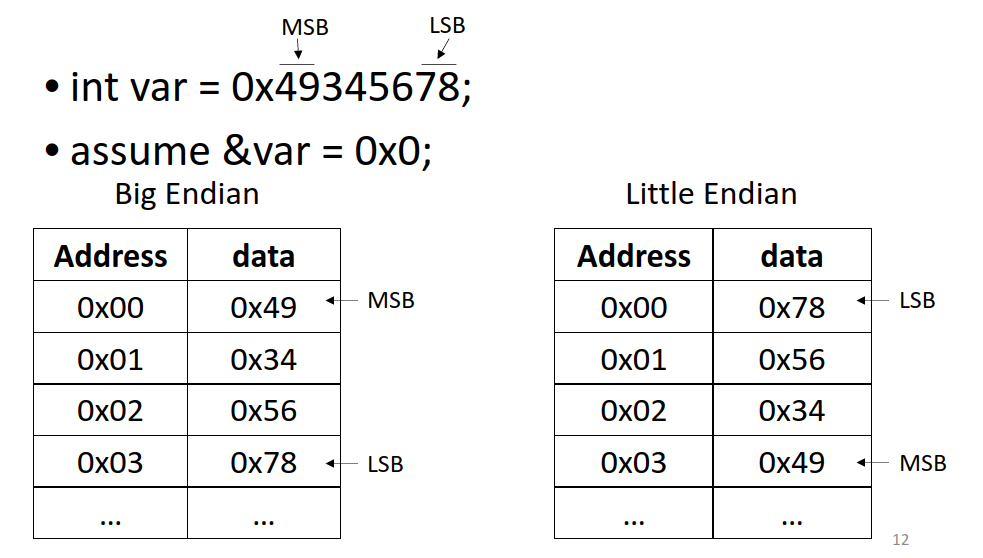 MSB LSB
• int var = 0x49345678;
• assume &var = 0x0;
Big Endian
Address data
0x00 0x49 MSB
0x01 0x34
0x02 0x56
0x03 0x78 LSB
... ...
Little Endian
Address data
0x00 0x78 LSB
0x01 0x56
0x02 0x34
0x03 0x49 MSB
... ...
12